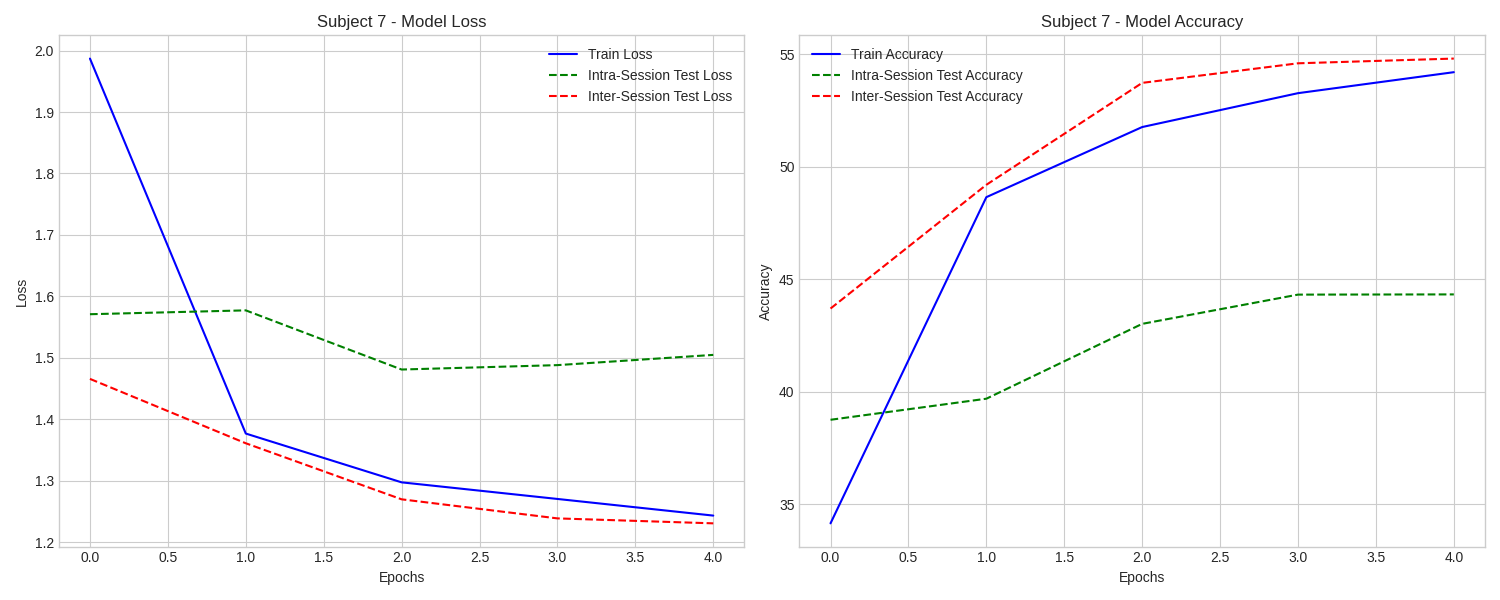 Subject 7 - Model Loss
2.0
1.9
1.8
1.7
1.6
1.5
1.4
1.3
1.2
Loss
Train Loss
Intra-Session Test Loss
Inter-Session Test Loss
0.0 0.5 1.0 1.5 2.0 2.5 3.0 3.5 4.0
Epochs
Subject 7 - Model Accuracy
55
50
45
40
35
Accuracy
Train Accuracy
Intra-Session Test Accuracy
Inter-Session Test Accuracy
0.0 0.5 1.0 1.5 2.0 2.5 3.0 3.5 4.0
Epochs